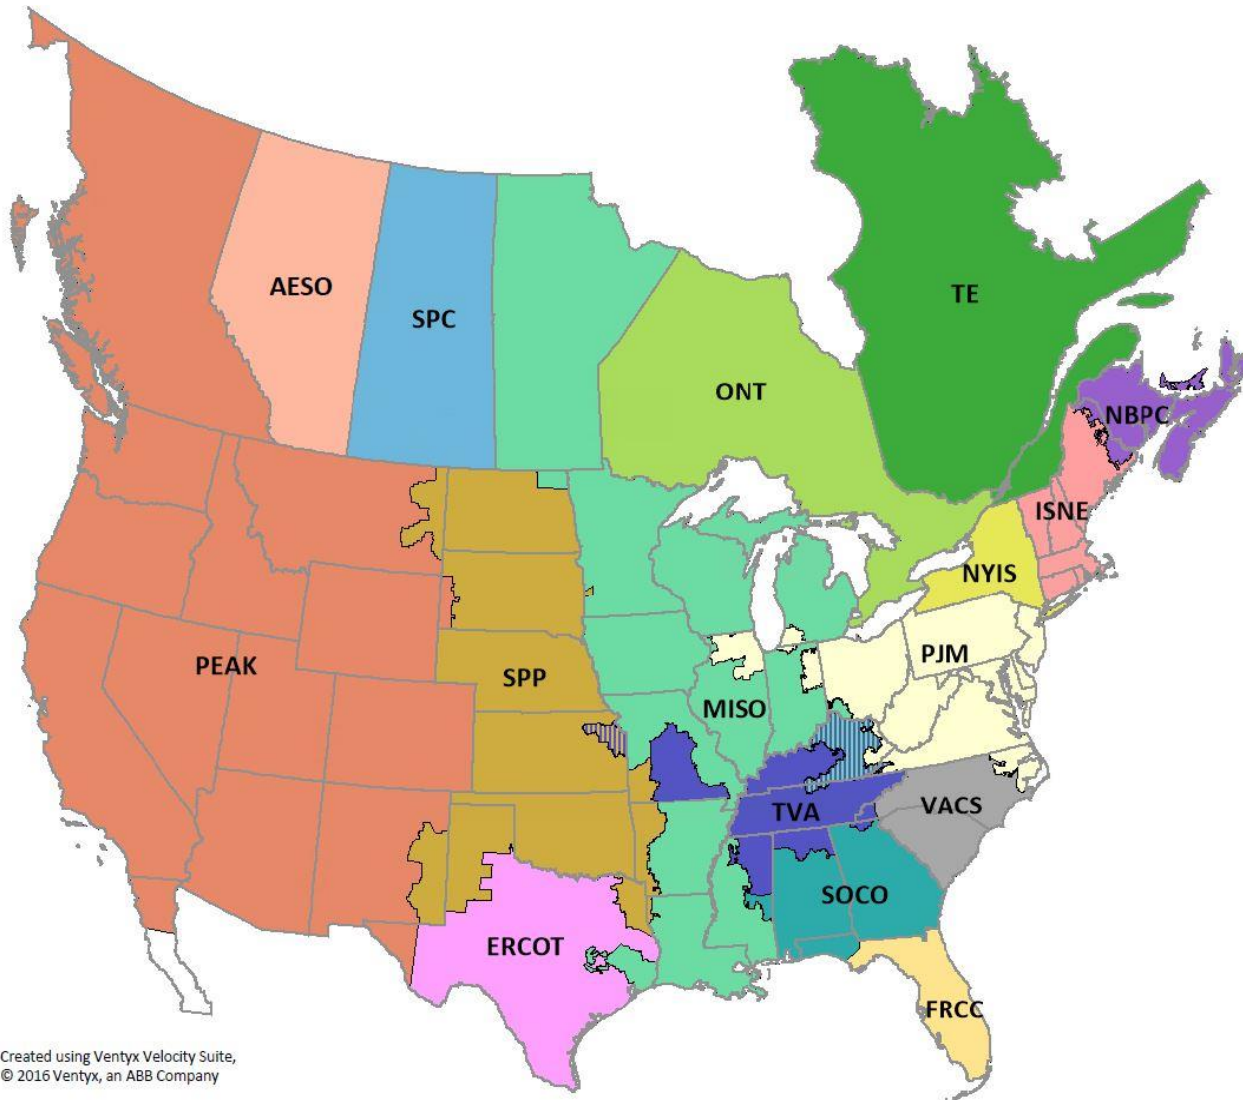 AESO
SPC
TE
ONT
NBPC
ISNE
NYIS
PJM
PEAK
SPP
MISO
TVA
VACS
SOCO
ERCOT
FRCC
Created using Ventyx Velocity Suite,
© 2016 Ventyx, an ABB Company